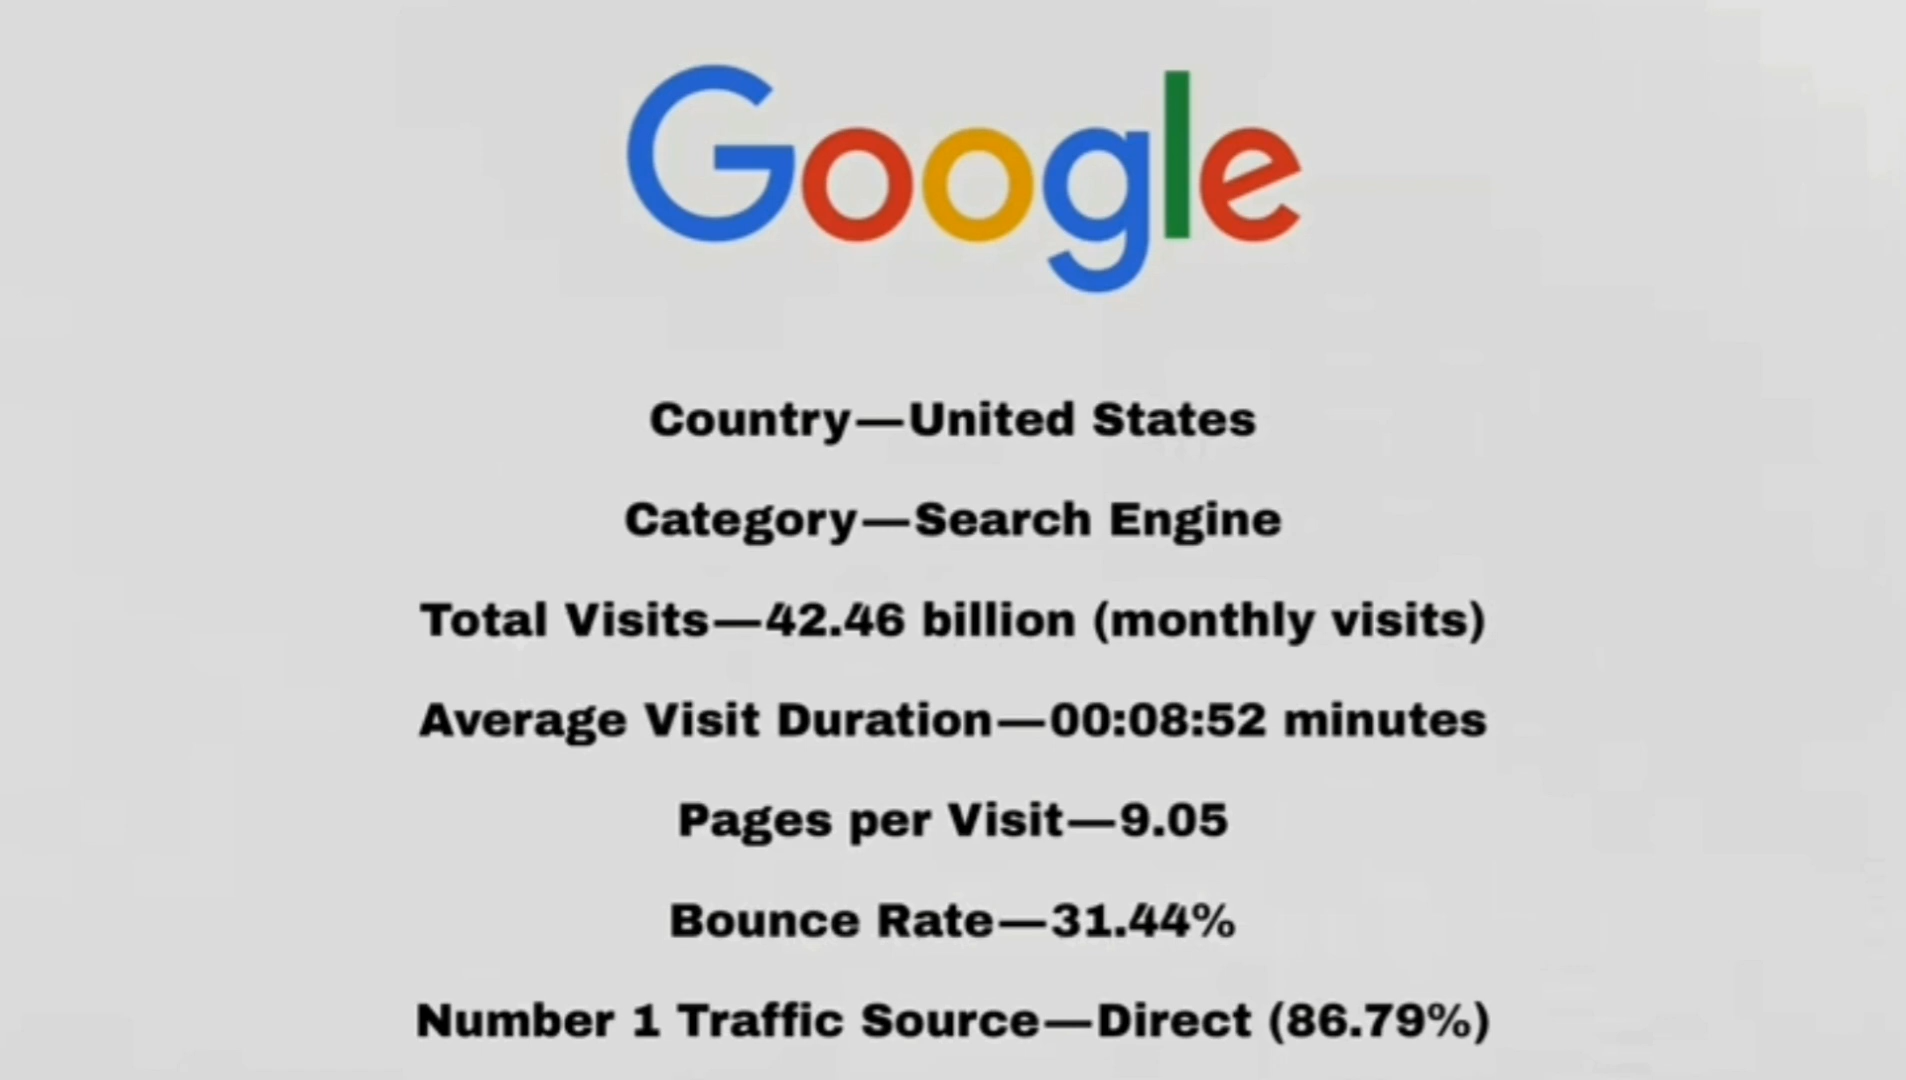 Google
Country—United States
Category—Search Engine
Total Visits—42.46 billion (monthly visits)
Average Visit Duration—00:08:52 minutes
Pages per Visit—9.05
Bounce Rate—31.44%
Number 1 Traffic Source—Direct (86.79%)